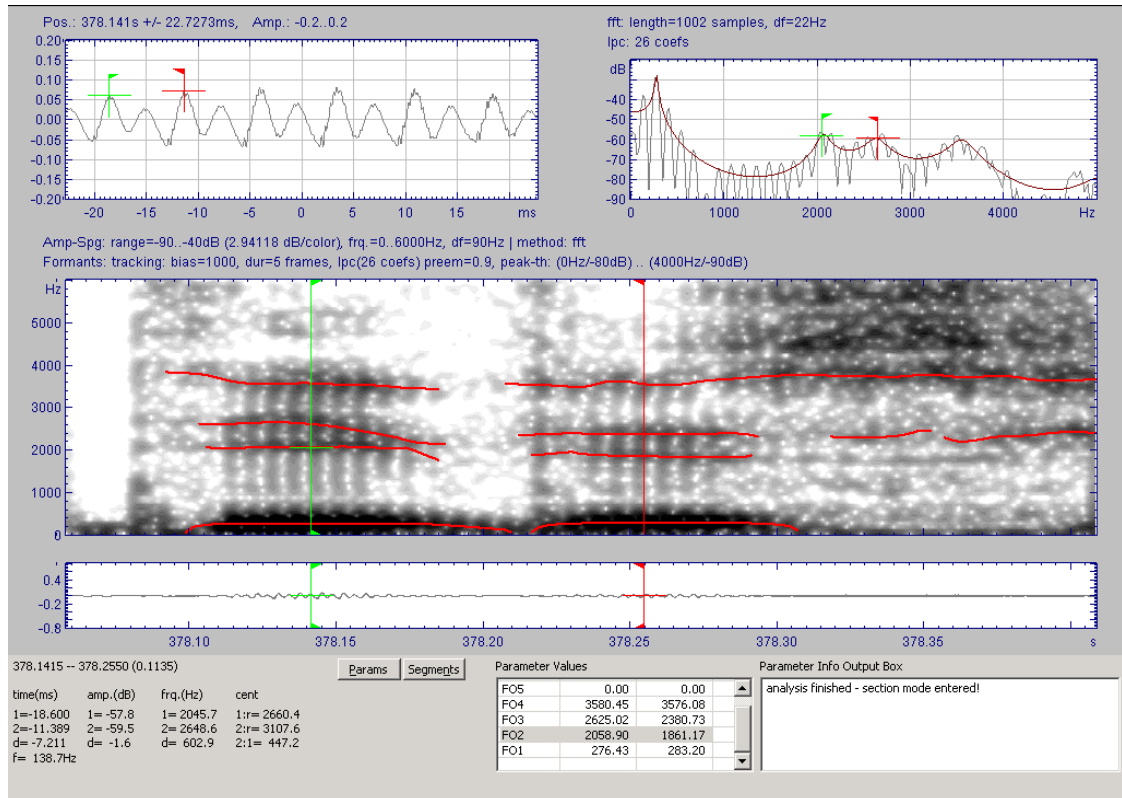 Pos.: 378.141s +/- 22.7273ms, Amp.: -0.2..0.2
0.20
0.15
0.10
0.05
0.00
-0.05
-0.10
-0.15
-0.20
-20 -15 -10 -5 0 5 10 15 ms
fft: length=1002 samples, df=22Hz
lpc: 26 coefs
dB
-40
-50
-60
-70
-80
-90
0 1000 2000 3000 4000 Hz
Amp-Spg: range=-90..-40dB (2.94118 dB/color), frq.=0..6000Hz, df=90Hz | method: fft
Formants: tracking: bias=1000, dur=5 frames, lpc(26 coefs) preem=0.9, peak-th: (0Hz/-80dB) .. (4000Hz/-90dB)
Hz
5000
4000
3000
2000
1000
0
0.4
-0.2
-0.8
378.10 378.15 378.20 378.25 378.30 378.35 s
378.1415 -- 378.2550 (0.1135)
Params Segments
time(ms) amp.(dB) frq.(Hz) cent
1=-18.600 1= -57.8 1= 2045.7 1:r= 2660.4
2=-11.389 2= -59.5 2= 2648.6 2:r= 3107.6
d= -7.211 d= -1.6 d= 602.9 2:1= 447.2
f= 138.7Hz
Parameter Values
FO5 0.00 0.00
FO4 3580.45 3576.08
FO3 2625.02 2380.73
FO2 2058.90 1861.17
FO1 276.43 283.20
Parameter Info Output Box
analysis finished - section mode entered!